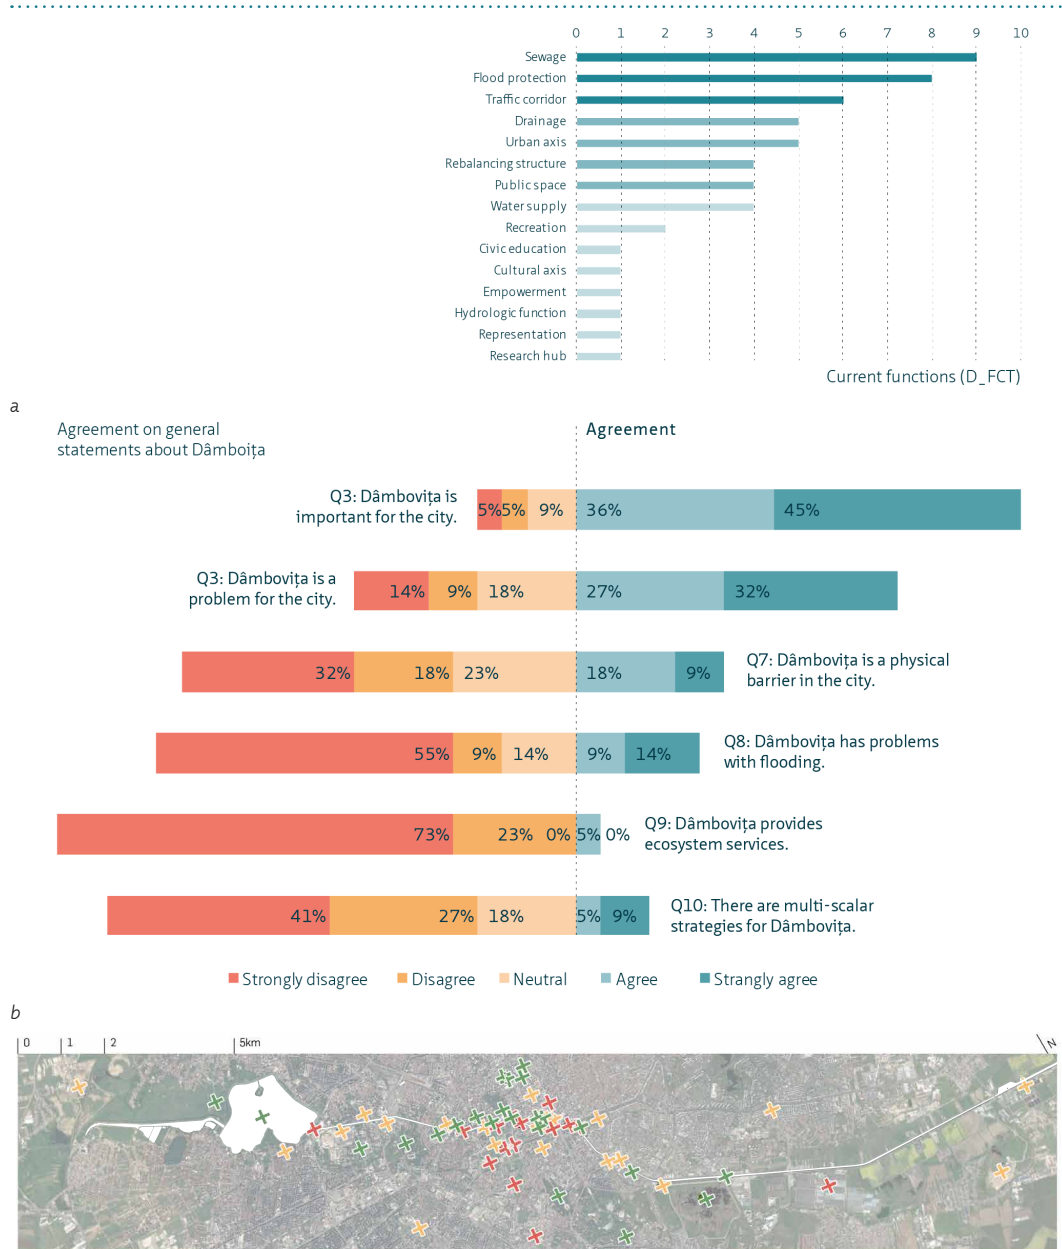 0 1 2 3 4 5 6 7 8 9 10
Sewage
Flood protection
Traffic corridor
Drainage
Urban axis
Rebalancing structure
Public space
Water supply
Recreation
Civic education
Cultural axis
Empowerment
Hydrologic function
Representation
Research hub
Current functions (D_FCT)
a
Agreement on general
statements about Dâmboița
Agreement
Q3: Dâmbovița is
important for the city.
5% 5% 9% 36% 45%
Q3: Dâmbovița is a
problem for the city.
14% 9% 18% 27% 32%
32% 18% 23% 18% 9%
Q7: Dâmbovița is a physical
barrier in the city.
55% 9% 14% 9% 14%
Q8: Dâmbovița has problems
with flooding.
73% 23% 0% 5% 0%
Q9: Dâmbovița provides
ecosystem services.
41% 27% 18% 5% 9%
Q10: There are multi-scalar
strategies for Dâmbovița.
Strongly disagree Disagree Neutral Agree Strangly agree
b
0 1 2 5km N